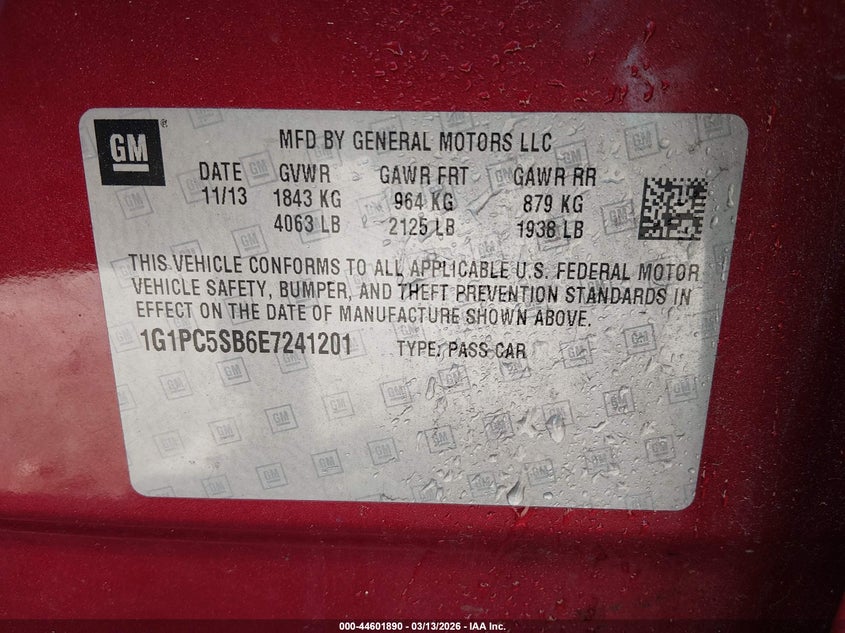 GM
MFD BY GENERAL MOTORS LLC
DATE GVWR GAWR FRT GAWR RR
11/13 1843 KG 964 KG 879 KG
4063 LB 2125 LB 1938 LB
THIS VEHICLE CONFORMS TO ALL APPLICABLE U.S. FEDERAL MOTOR
VEHICLE SAFETY, BUMPER, AND THEFT PREVENTION STANDARDS IN
EFFECT ON THE DATE OF MANUFACTURE SHOWN ABOVE.
1G1PC5SB6E7241201 TYPE: PASS CAR
000-44601890 — 03/13/2026 — IAA Inc.